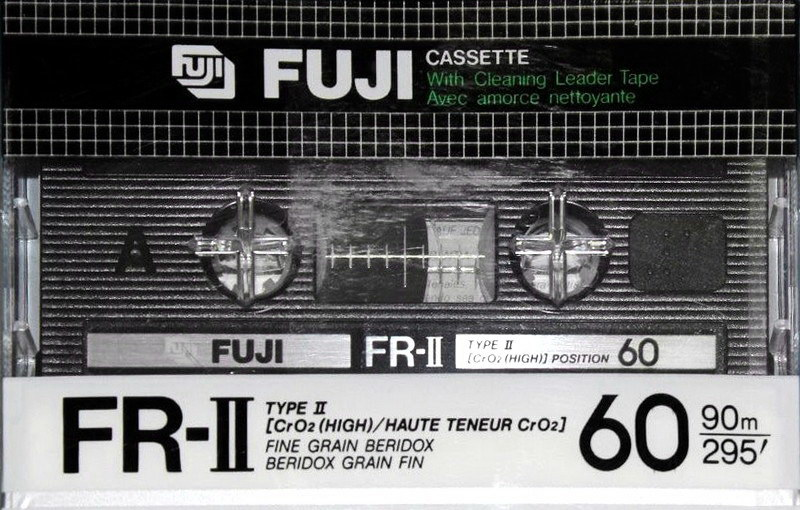 FUJI FUJI CASSETTE
With Cleaning Leader Tape
Avec amorce nettoyante
A
FUJI FR-II TYPE II
[CrO2 (HIGH)] POSITION 60
FR-II TYPE II
[CrO2 (HIGH)/HAUTE TENEUR CrO2]
FINE GRAIN BERIDOX
BERIDOX GRAIN FIN
60 90m
295'